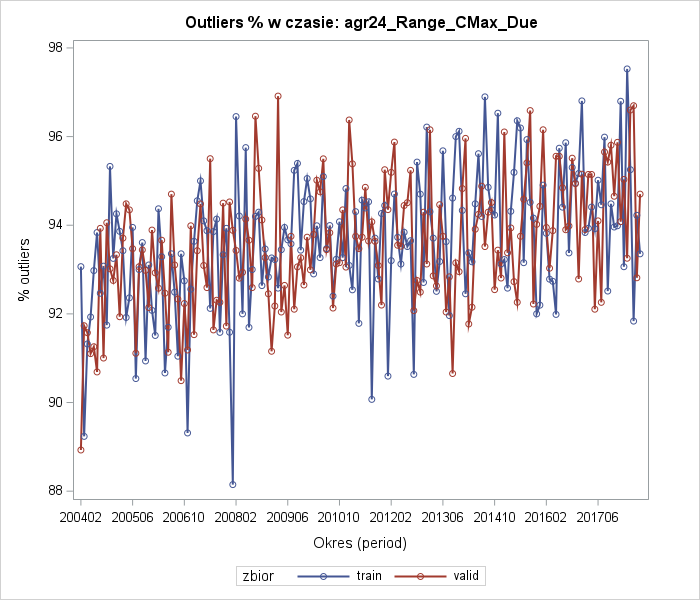 Outliers % w czasie: agr24_Range_CMax_Due
98
96
94
92
90
88
% outliers
200402 200506 200610 200802 200906 201010 201202 201306 201410 201602 201706
Okres (period)
zbior train valid